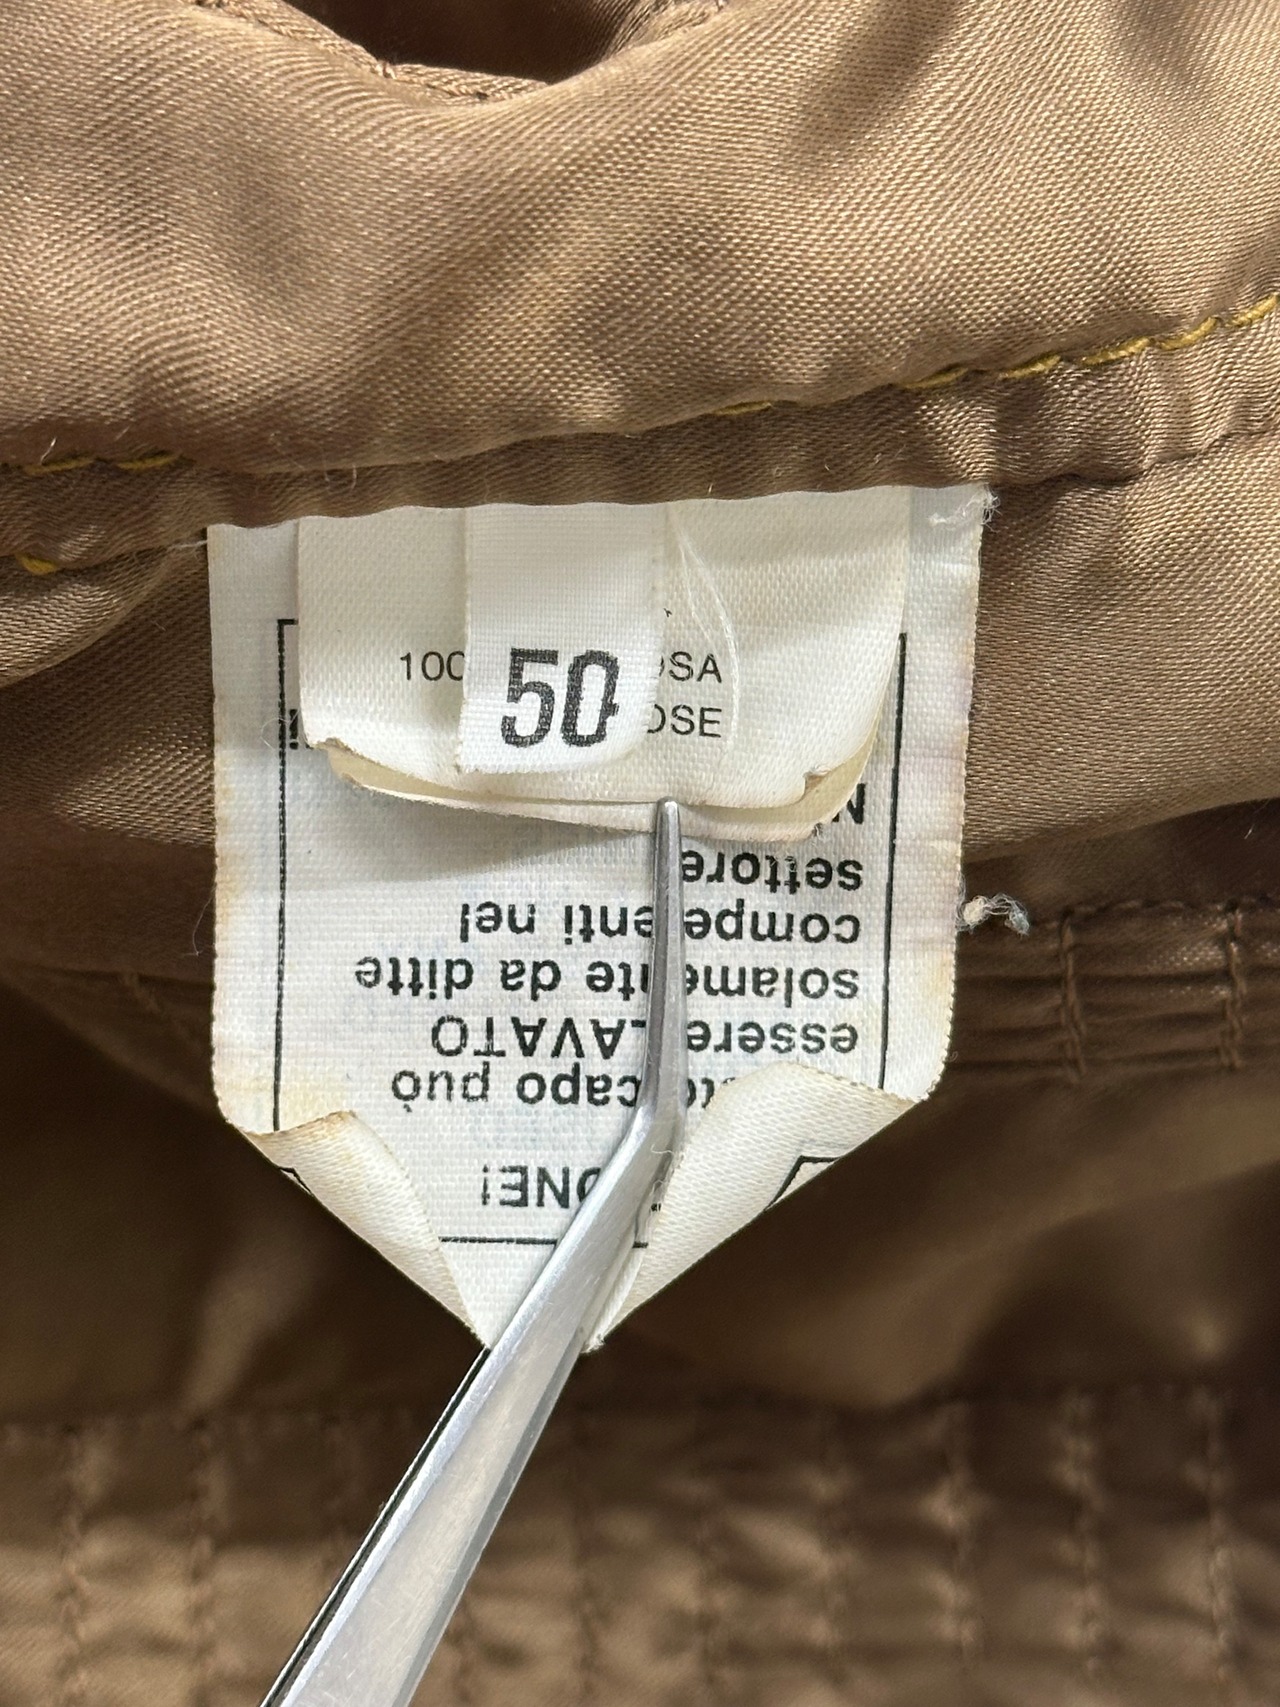 50
100
OSA
OSE
ONE!
capo può
essere LAVATO
solamente da ditte
competenti nel
settore